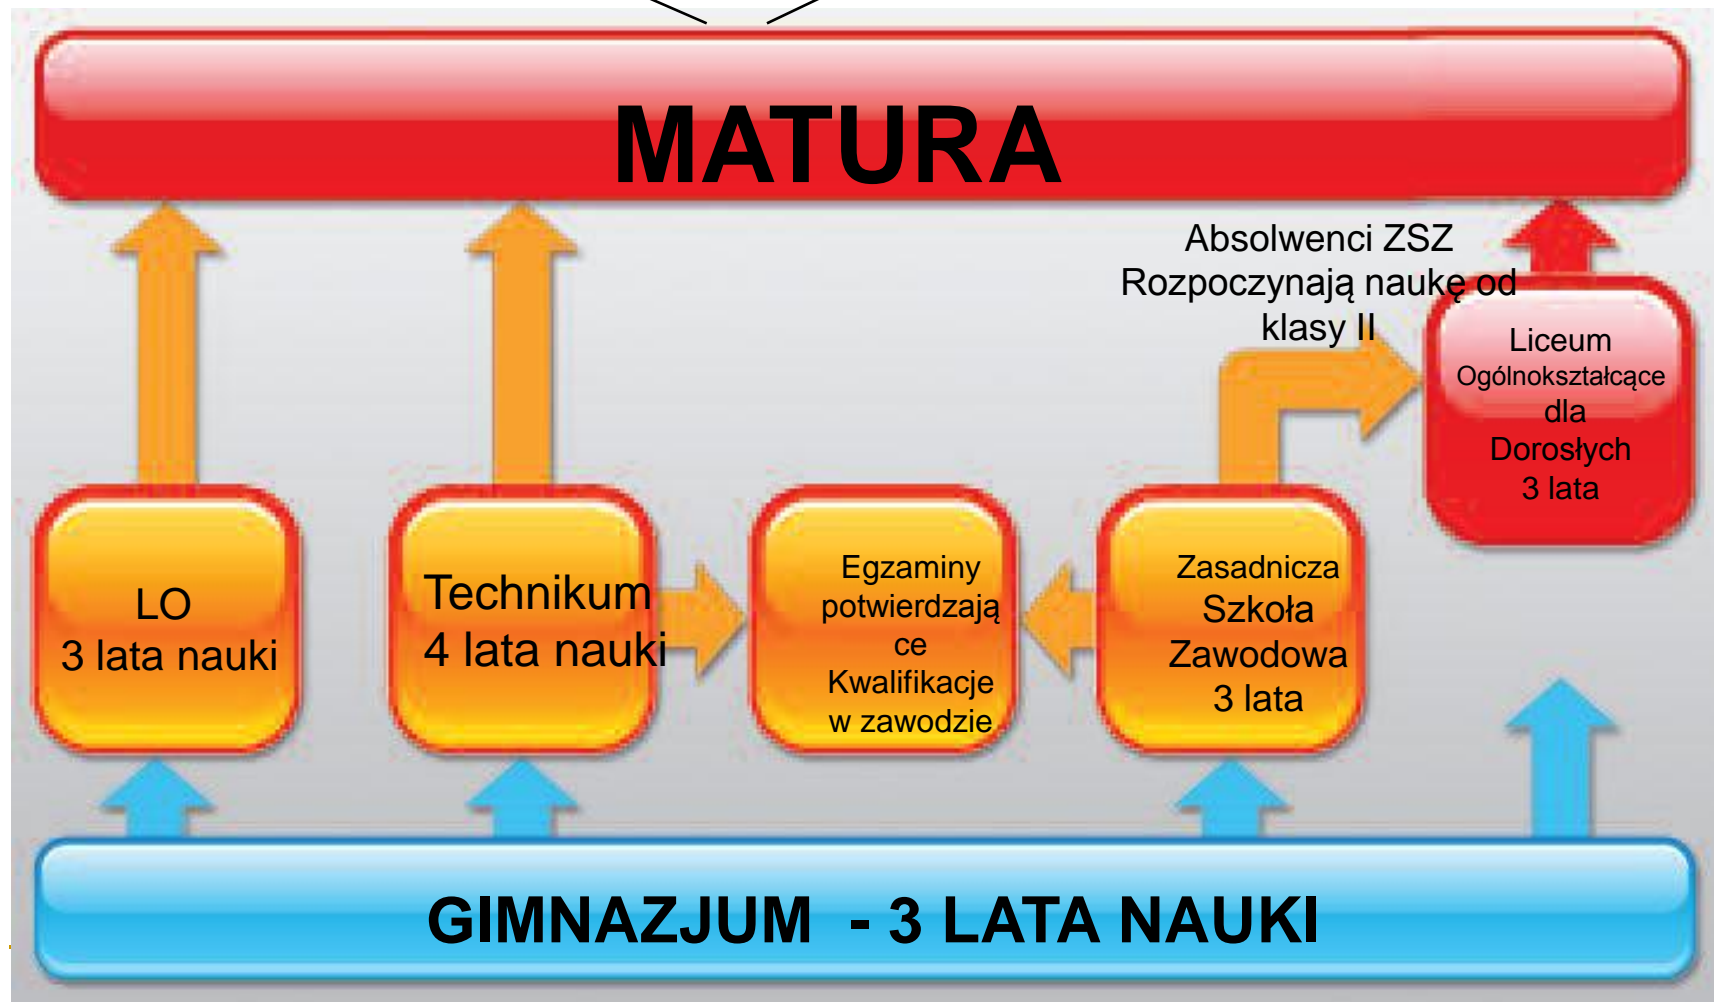 MATURA
Absolwenci ZSZ
Rozpoczynają naukę od
klasy II
Liceum
Ogólnokształcące
dla
Dorosłych
3 lata
LO
3 lata nauki
Technikum
4 lata nauki
Egzaminy
potwierdzają
ce
Kwalifikacje
w zawodzie
Zasadnicza
Szkoła
Zawodowa
3 lata
GIMNAZJUM - 3 LATA NAUKI